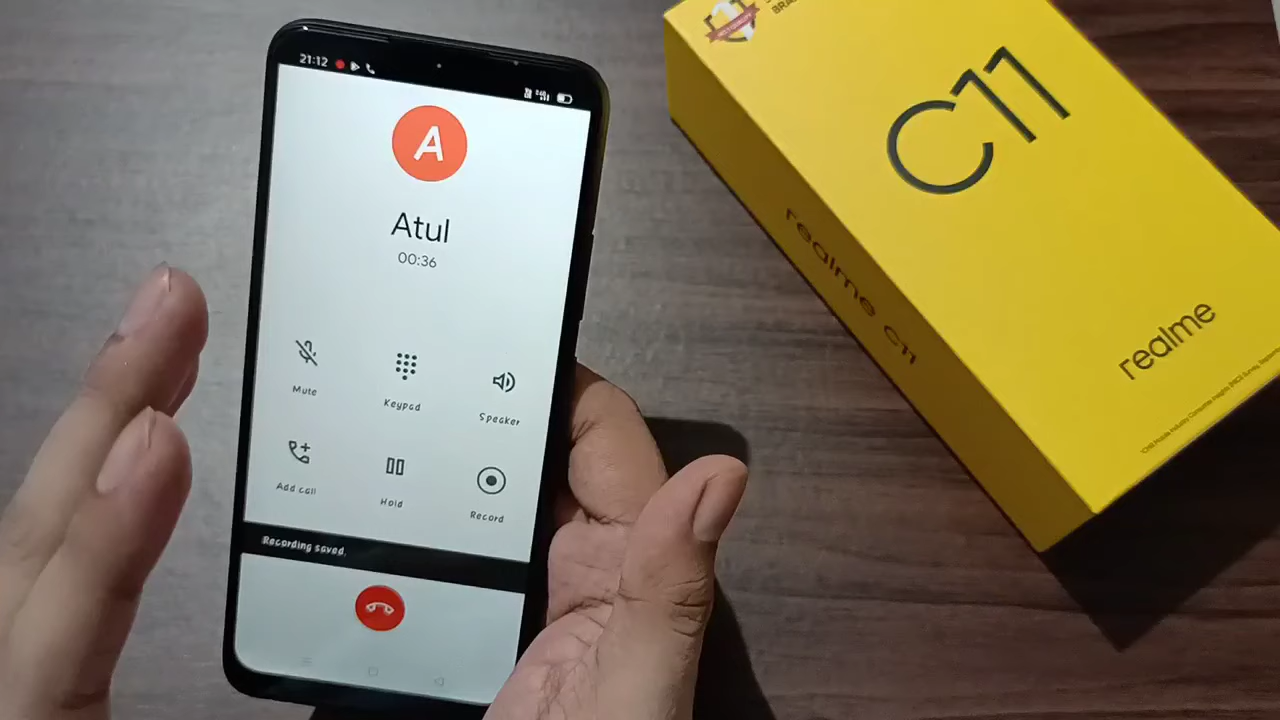 21:12
A
Atul
00:36
Mute
Keypad
Speaker
Add call
Hold
Record
Recording saved.
C11
realme
realme C11